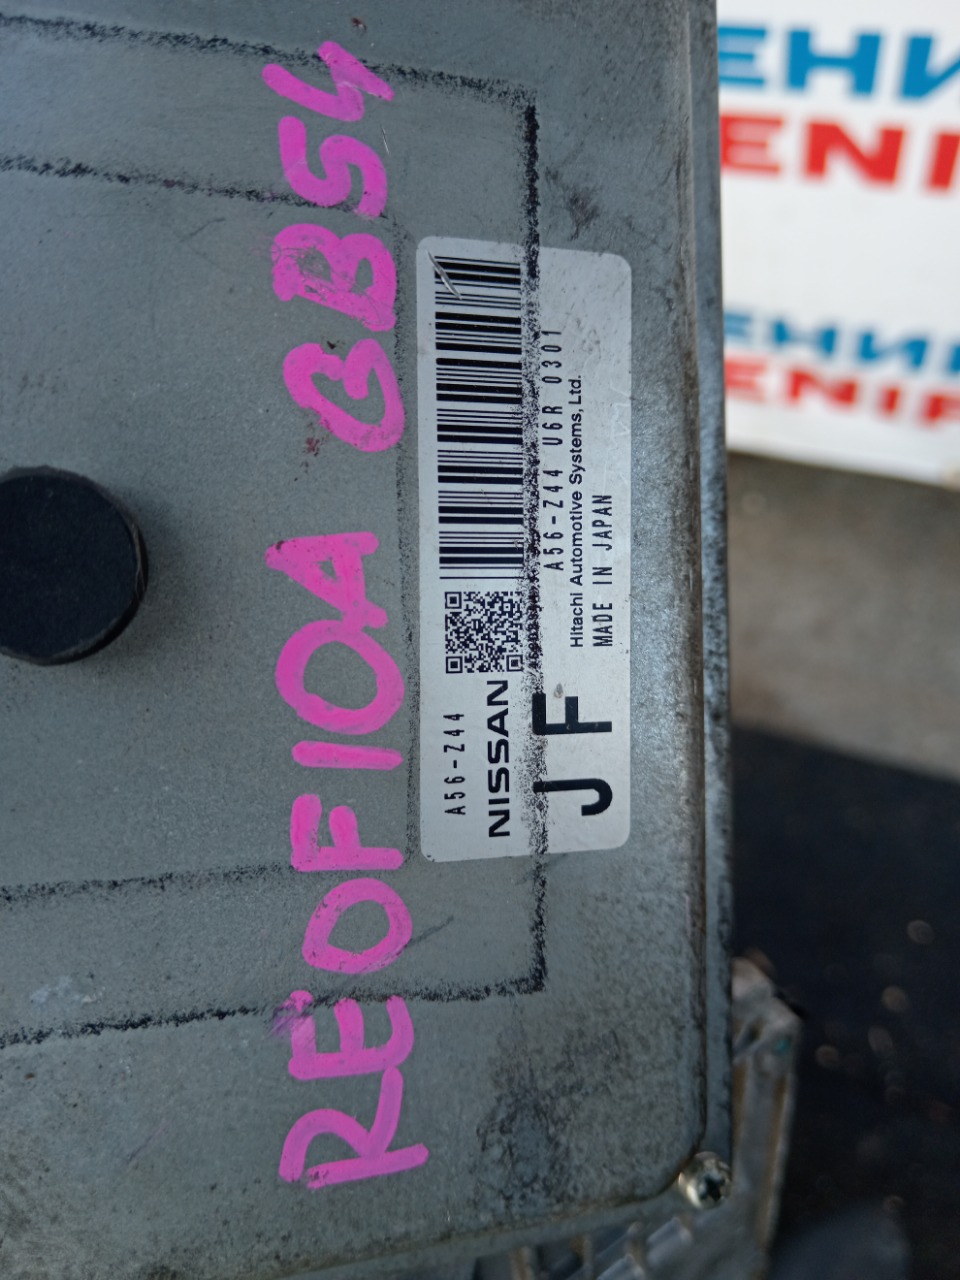 RE0F10A GB54
A56-Z44
NISSAN
JF
A56-Z44 U6R 0301
Hitachi Automotive Systems, Ltd.
MADE IN JAPAN